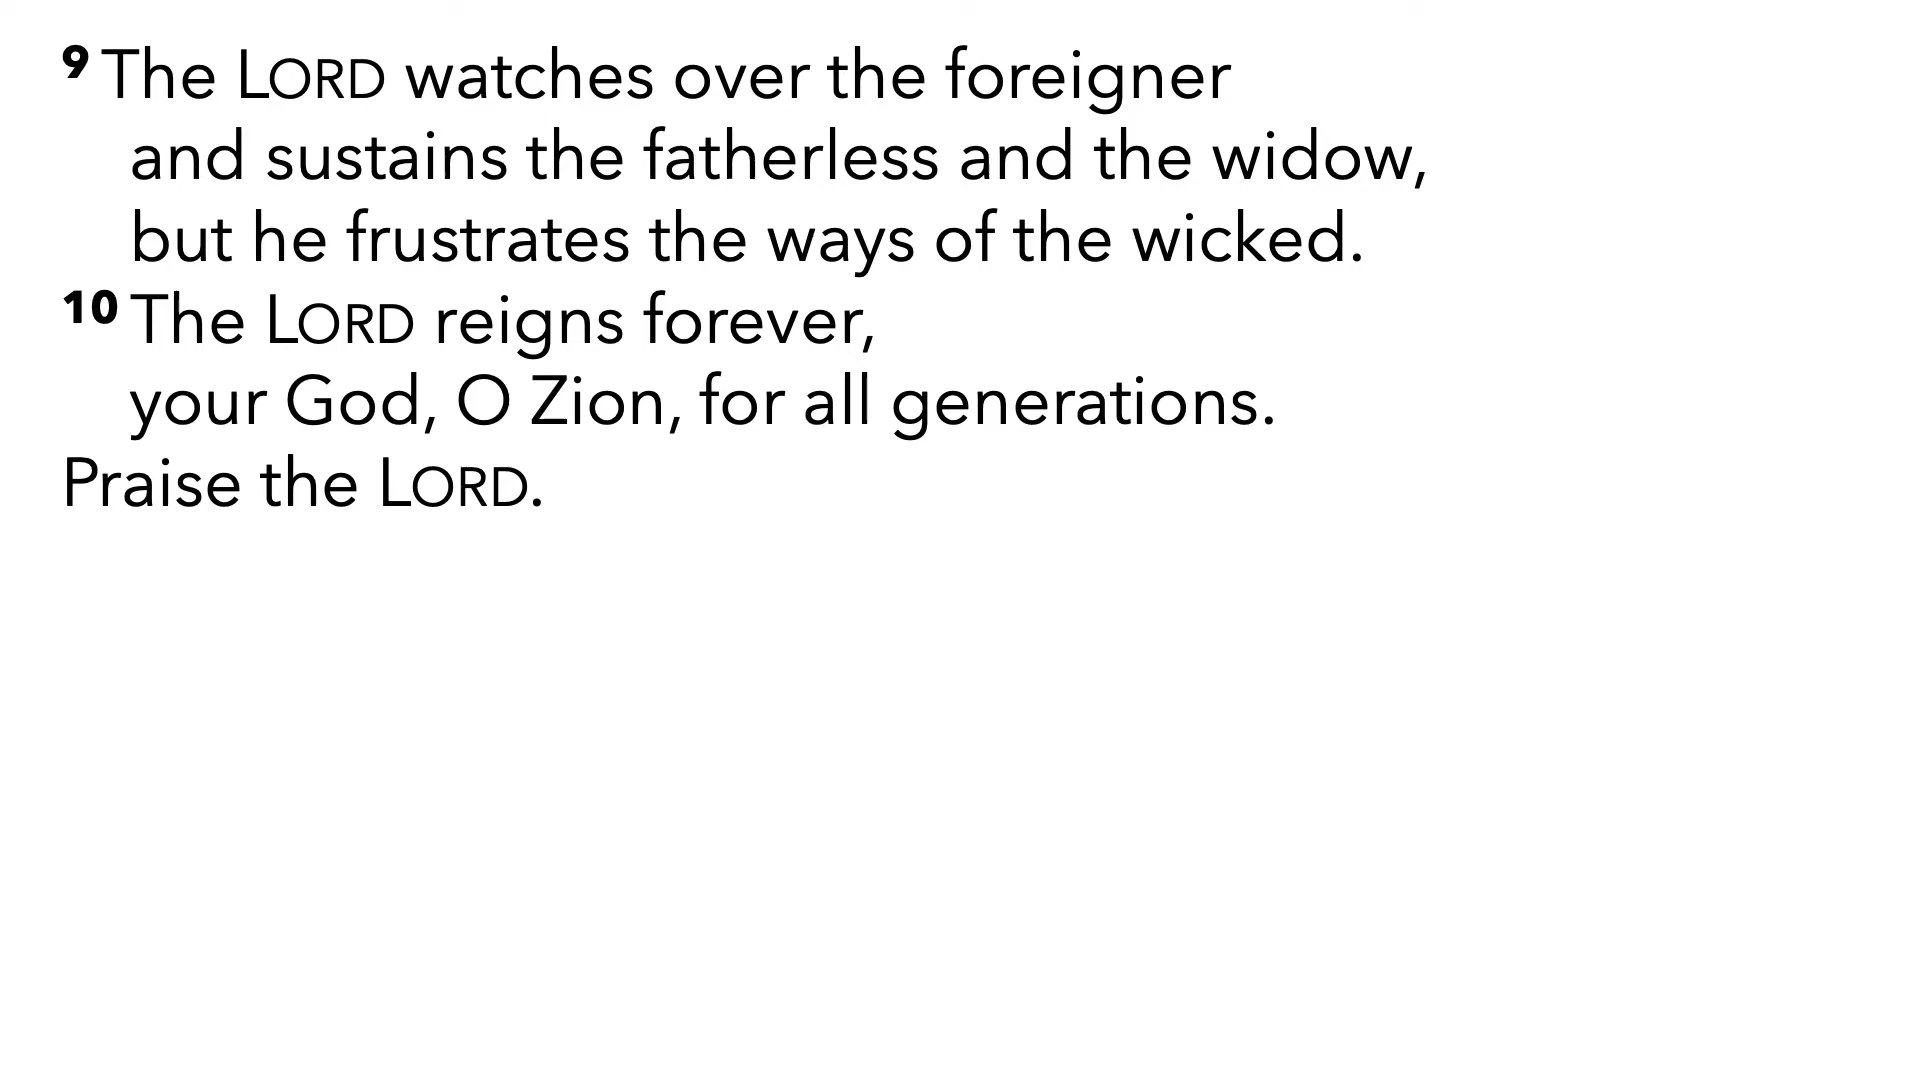 9 The LORD watches over the foreigner
and sustains the fatherless and the widow,
but he frustrates the ways of the wicked.
10 The LORD reigns forever,
your God, O Zion, for all generations.
Praise the LORD.